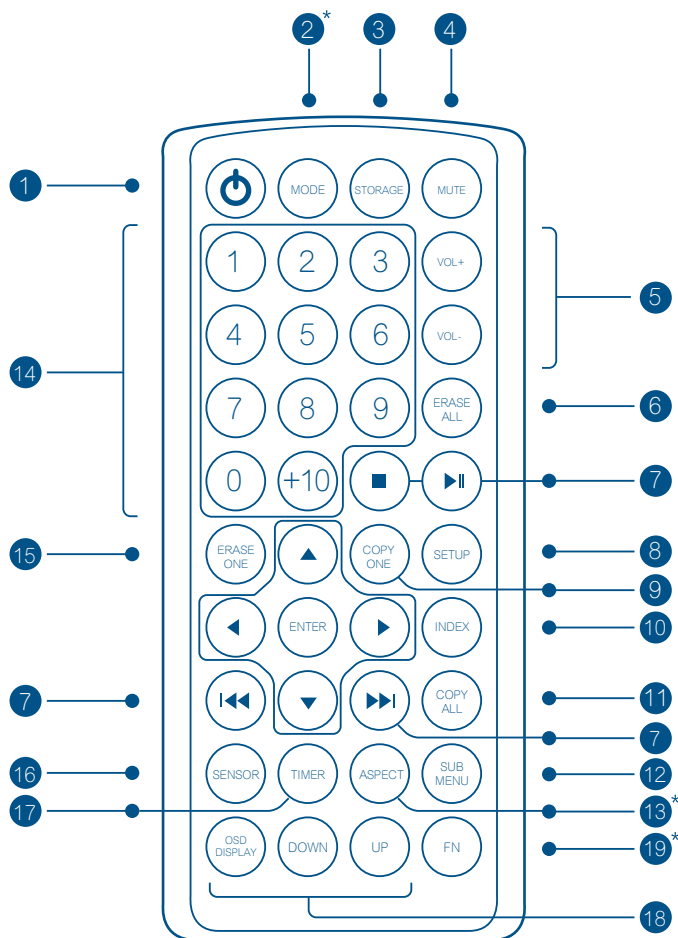 2* 3 4
1 MODE STORAGE MUTE
1 2 3 VOL+
5
4 5 6 VOL-
14
7 8 9 ERASE ALL 6
0 +10 7
15 ERASE ONE COPY ONE SETUP 8
9
ENTER INDEX 10
7 COPY ALL 11
7
16 SENSOR TIMER ASPECT SUB MENU 12
17 13*
OSD DISPLAY DOWN UP FN 19*
18